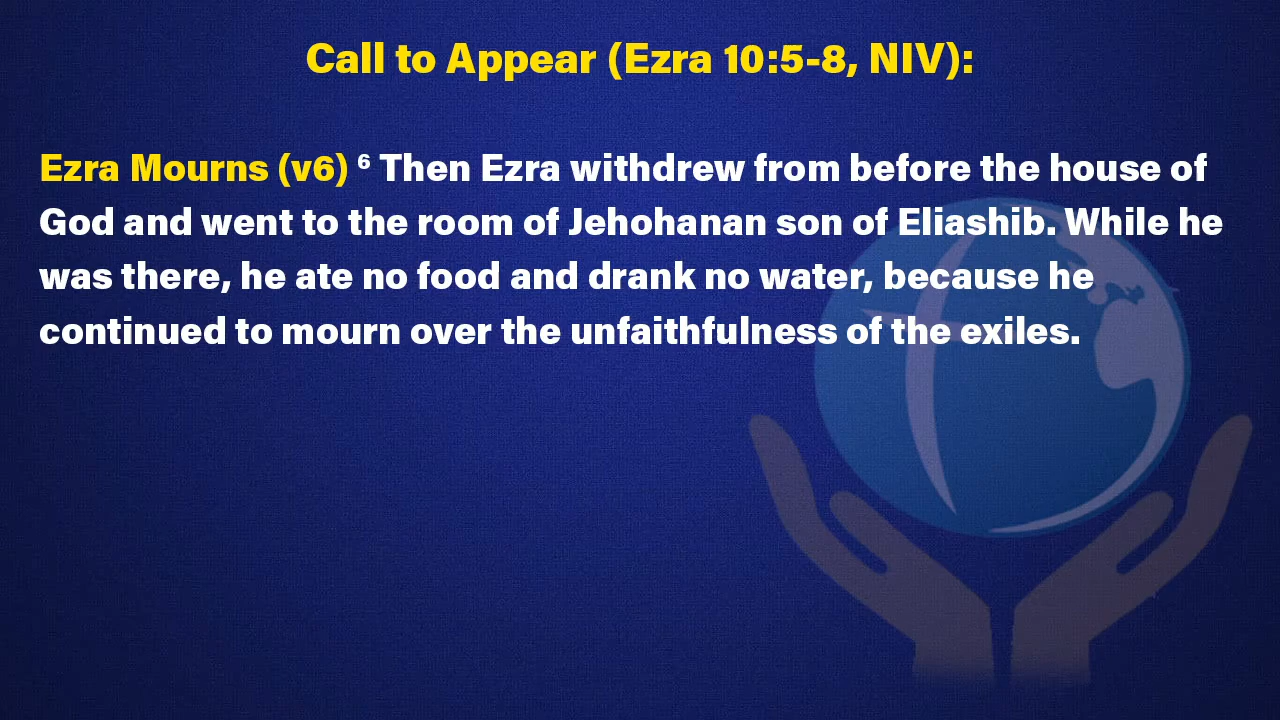 Call to Appear (Ezra 10:5-8, NIV):
Ezra Mourns (v6) ⁶ Then Ezra withdrew from before the house of
God and went to the room of Jehohanan son of Eliashib. While he
was there, he ate no food and drank no water, because he
continued to mourn over the unfaithfulness of the exiles.